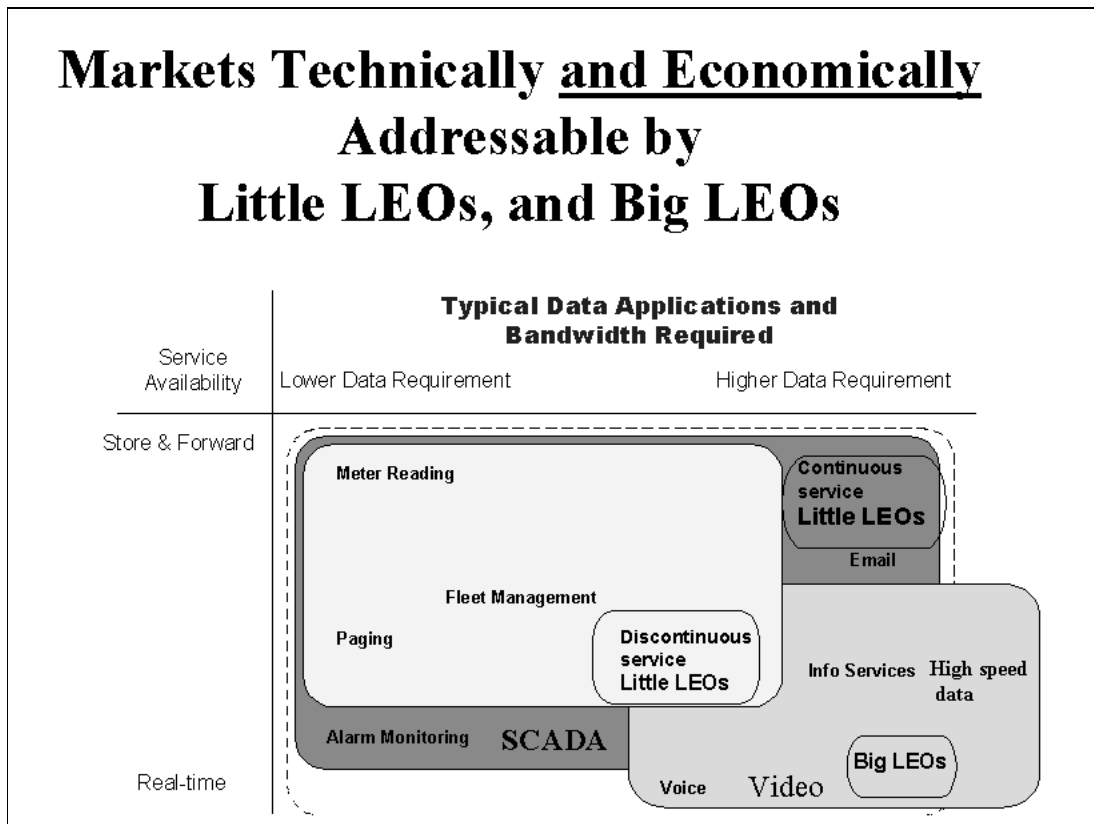 Markets Technically and Economically
Addressable by
Little LEOs, and Big LEOs
Typical Data Applications and
Bandwidth Required
Service
Availability
Lower Data Requirement
Higher Data Requirement
Store & Forward
Meter Reading
Continuous
service
Little LEOs
Email
Fleet Management
Paging
Discontinuous
service
Little LEOs
Info Services
High speed
data
Alarm Monitoring
SCADA
Big LEOs
Real-time
Voice
Video